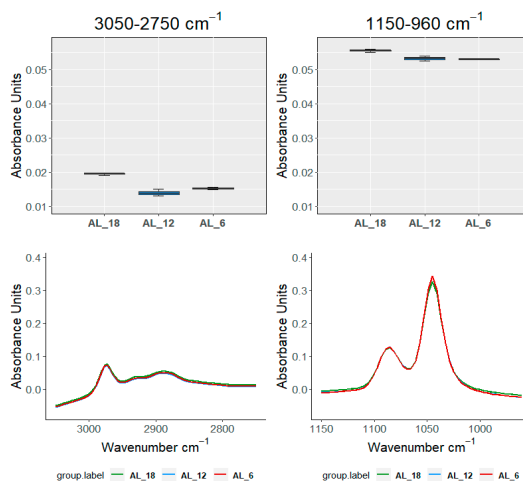 3050-2750 cm⁻¹
1150-960 cm⁻¹
Absorbance Units
0.05
0.04
0.03
0.02
0.01
AL_18 AL_12 AL_6
Absorbance Units
0.05
0.04
0.03
0.02
0.01
AL_18 AL_12 AL_6
Absorbance Units
0.4
0.3
0.2
0.1
0.0
3000 2900 2800
Wavenumber cm⁻¹
Absorbance Units
0.4
0.3
0.2
0.1
0.0
1150 1100 1050 1000
Wavenumber cm⁻¹
group.label AL_18 AL_12 AL_6
group.label AL_18 AL_12 AL_6